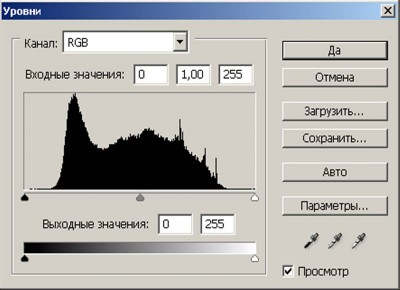 Уровни
Канал: RGB
Да
Входные значения: 0 1,00 255
Отмена
Загрузить...
Сохранить...
Авто
Параметры...
Выходные значения: 0 255
Просмотр